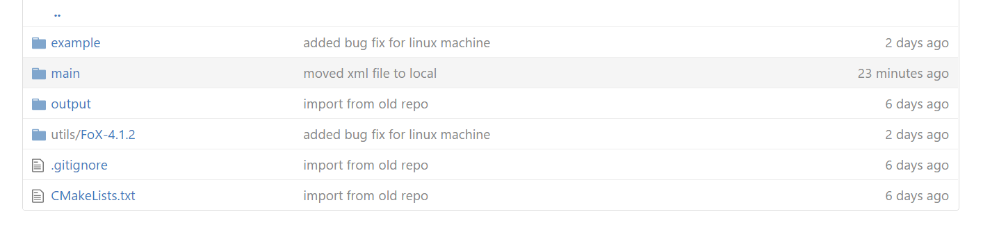 ..
example added bug fix for linux machine 2 days ago
main moved xml file to local 23 minutes ago
output import from old repo 6 days ago
utils/FoX-4.1.2 added bug fix for linux machine 2 days ago
.gitignore import from old repo 6 days ago
CMakeLists.txt import from old repo 6 days ago